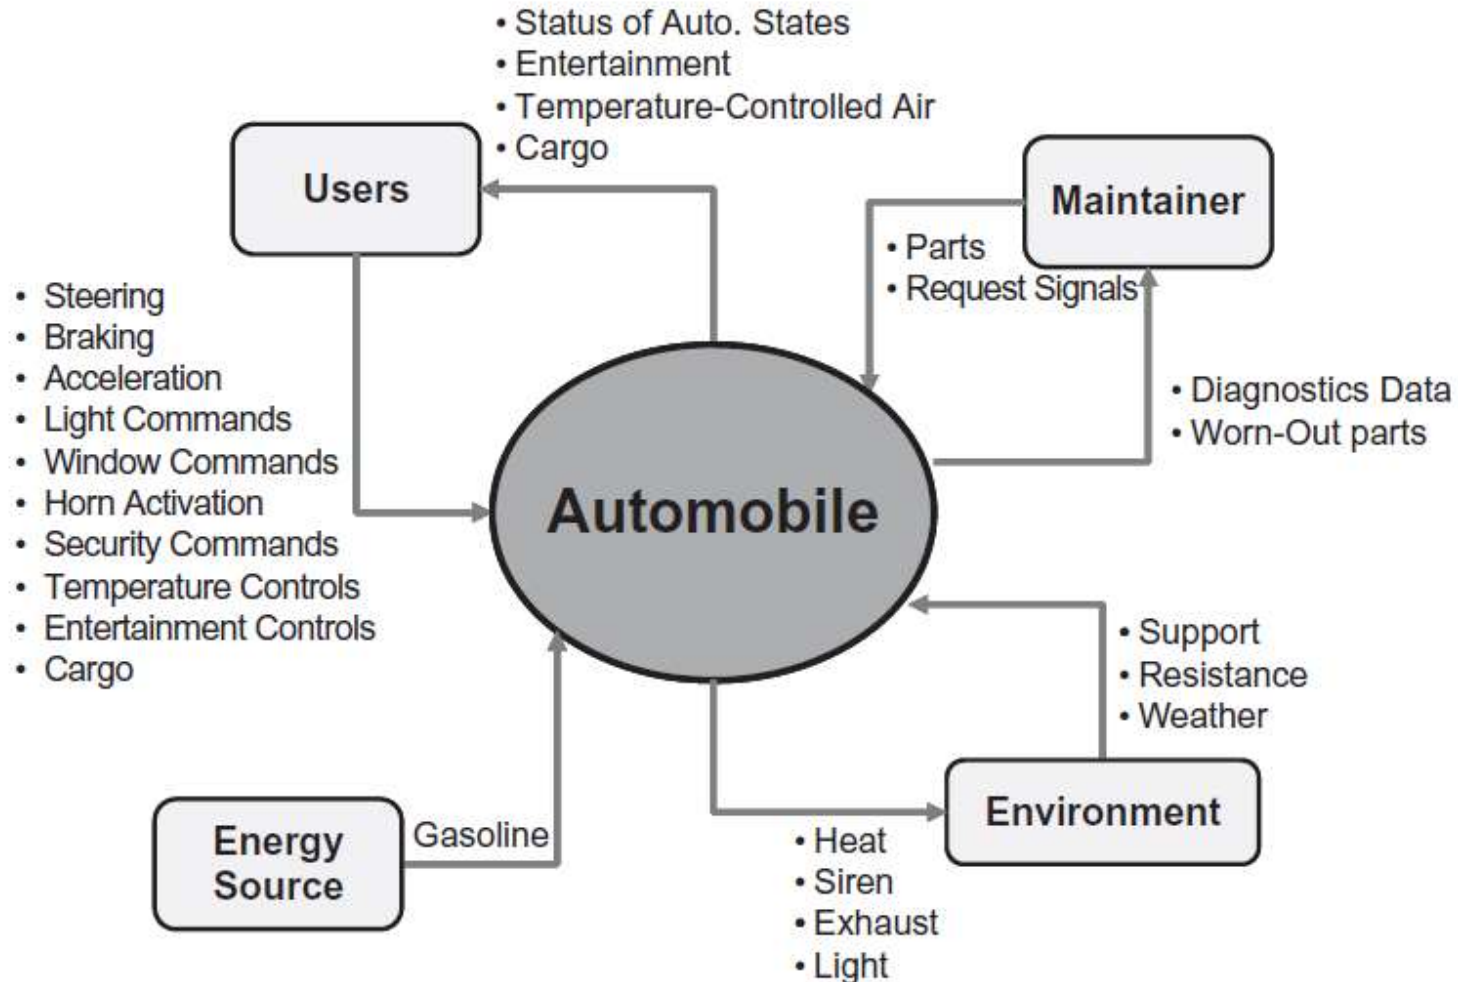 • Status of Auto. States
• Entertainment
• Temperature-Controlled Air
• Cargo
Users
Maintainer
• Parts
• Request Signals
• Steering
• Braking
• Acceleration
• Light Commands
• Window Commands
• Horn Activation
• Security Commands
• Temperature Controls
• Entertainment Controls
• Cargo
• Diagnostics Data
• Worn-Out parts
Automobile
• Support
• Resistance
• Weather
Energy
Source
Gasoline
Environment
• Heat
• Siren
• Exhaust
• Light